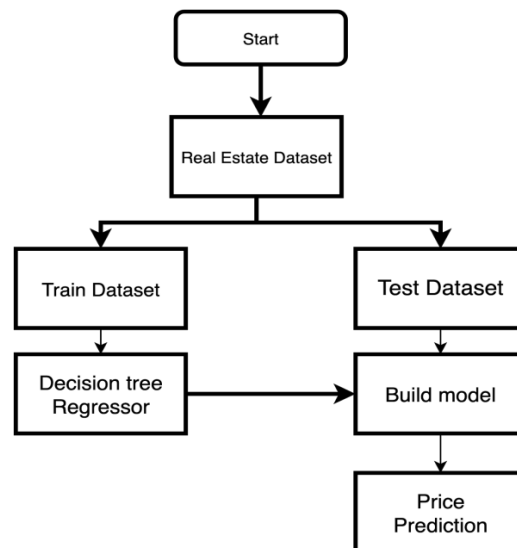 Start
Real Estate Dataset
Train Dataset
Test Dataset
Decision tree
Regressor
Build model
Price
Prediction